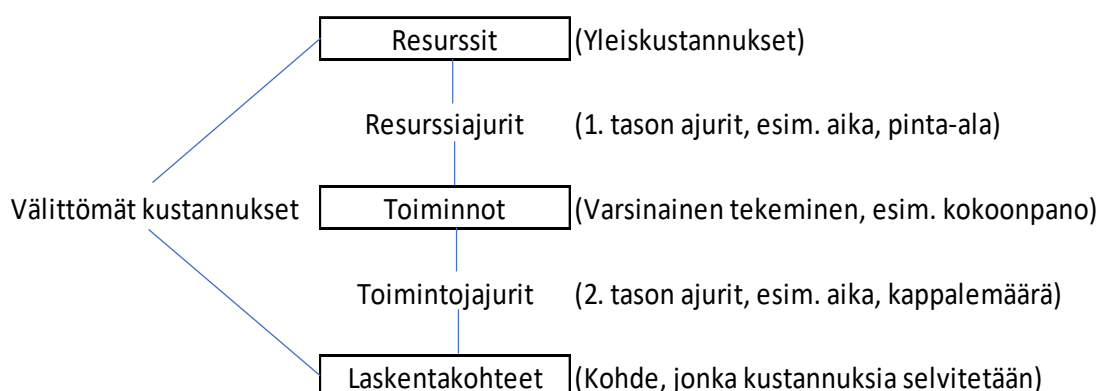 Resurssit (Yleiskustannukset)
Resurssiajurit (1. tason ajurit, esim. aika, pinta-ala)
Välittömät kustannukset Toiminnot (Varsinainen tekeminen, esim. kokoonpano)
Toimintojajurit (2. tason ajurit, esim. aika, kappalemäärä)
Laskentakohteet (Kohde, jonka kustannuksia selvitetään)